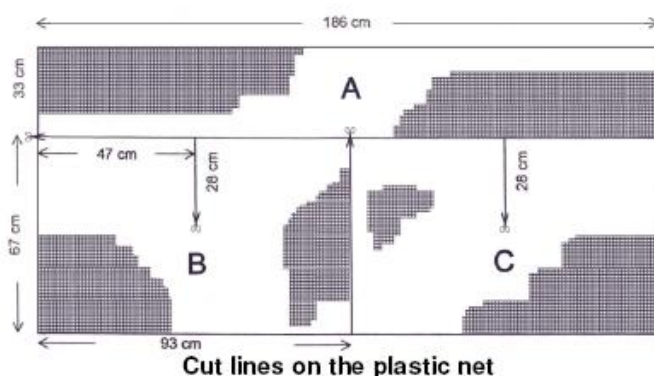 186 cm
33 cm
A
47 cm
28 cm
28 cm
67 cm
B
C
93 cm
Cut lines on the plastic net